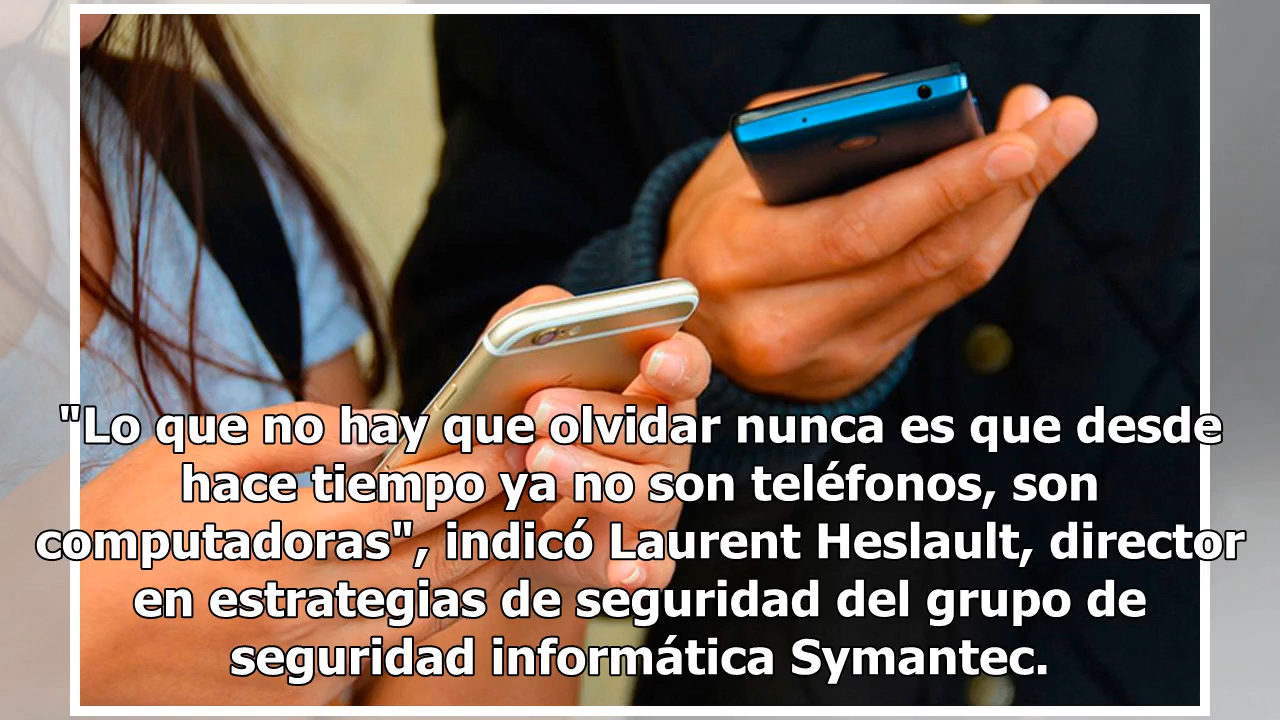 "Lo que no hay que olvidar nunca es que desde
hace tiempo ya no son teléfonos, son
computadoras", indicó Laurent Heslault, director
en estrategias de seguridad del grupo de
seguridad informática Symantec.